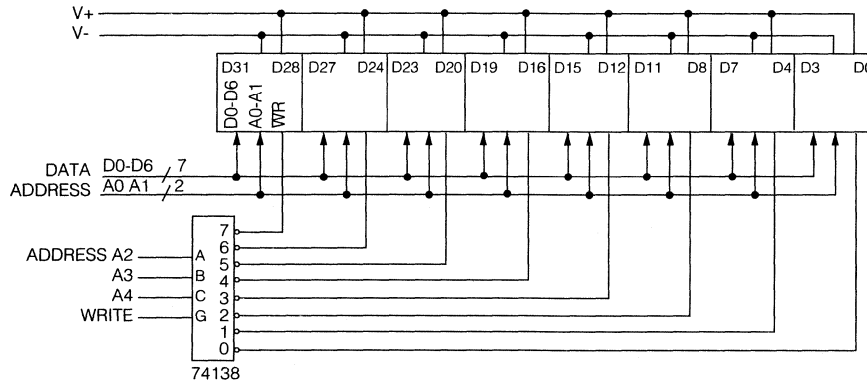 V+
V-
D31 D28 D27 D24 D23 D20 D19 D16 D15 D12 D11 D8 D7 D4 D3 D0
D0-D6
A0-A1
WR
DATA D0-D6 7
ADDRESS A0 A1 2
7
6
ADDRESS A2 A 5
A3 B 4
A4 C 3
WRITE G 2
1
0
74138